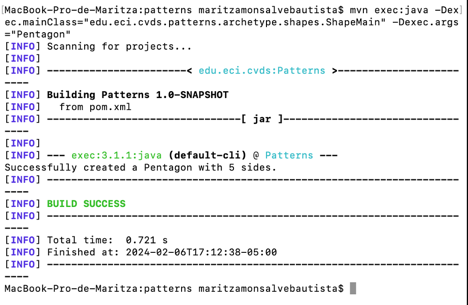 MacBook-Pro-de-Maritza:patterns maritzamonsalvebautista$ mvn exec:java -Dex
ec.mainClass="edu.eci.cvds.patterns.archetype.shapes.ShapeMain" -Dexec.args
="Pentagon"
[INFO] Scanning for projects...
[INFO]
[INFO] ----------------------< edu.eci.cvds:Patterns >---------------------
----
[INFO] Building Patterns 1.0-SNAPSHOT
[INFO]   from pom.xml
[INFO] --------------------------------[ jar ]-----------------------------
----
[INFO]
[INFO] --- exec:3.1.1:java (default-cli) @ Patterns ---
Successfully created a Pentagon with 5 sides.
[INFO] --------------------------------------------------------------------
----
[INFO] BUILD SUCCESS
[INFO] --------------------------------------------------------------------
----
[INFO] Total time:  0.721 s
[INFO] Finished at: 2024-02-06T17:12:38-05:00
[INFO] --------------------------------------------------------------------
----
MacBook-Pro-de-Maritza:patterns maritzamonsalvebautista$